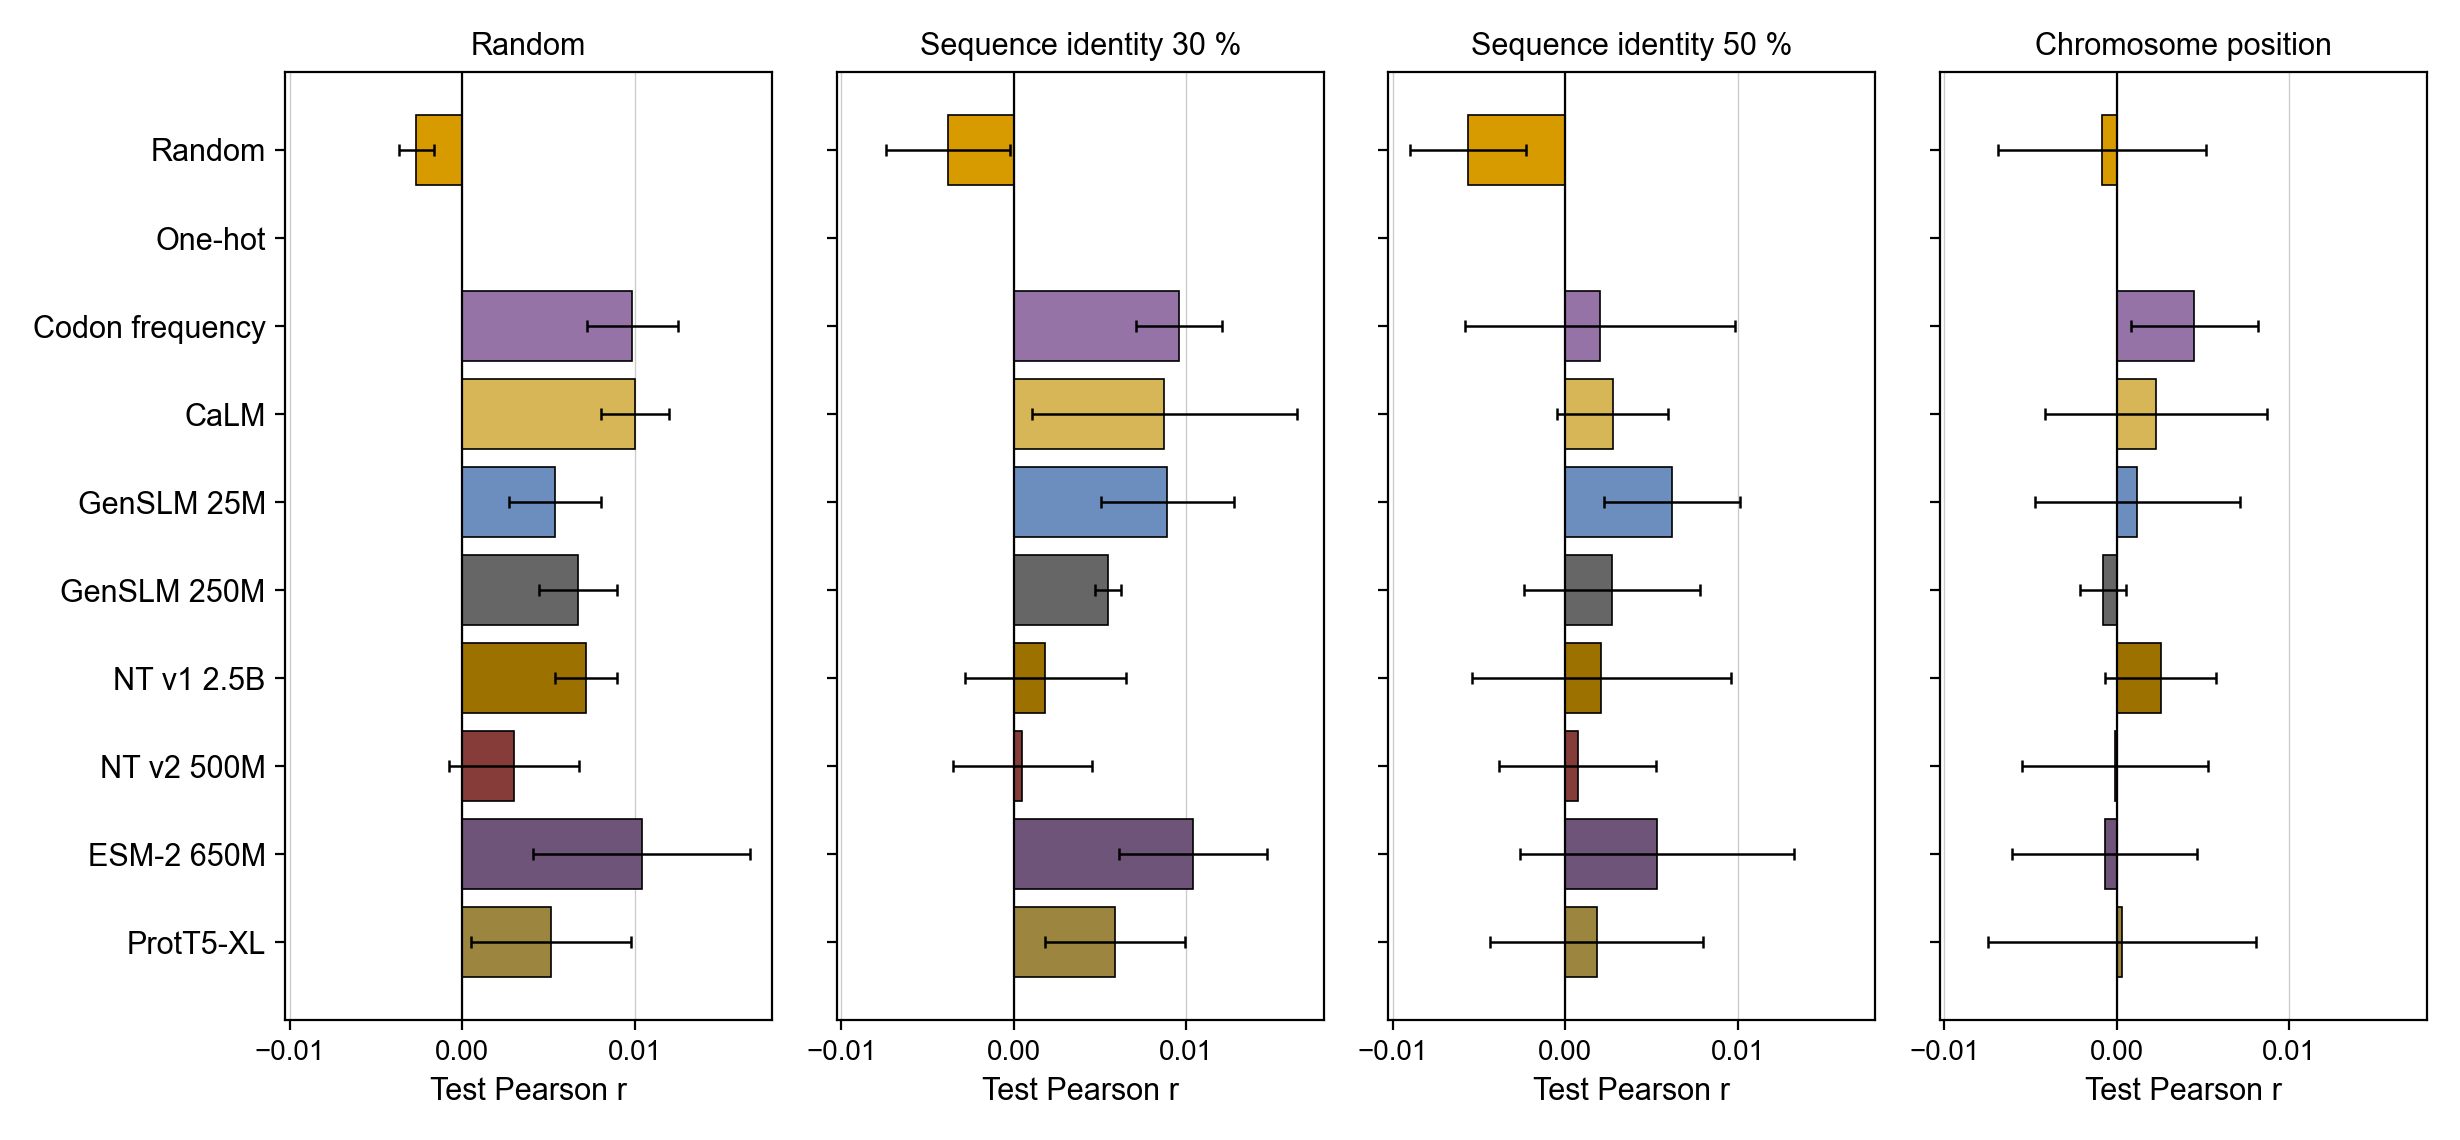 Random
Sequence identity 30 %
Sequence identity 50 %
Chromosome position
Random
One-hot
Codon frequency
CaLM
GenSLM 25M
GenSLM 250M
NT v1 2.5B
NT v2 500M
ESM-2 650M
ProtT5-XL
−0.01 0.00 0.01
−0.01 0.00 0.01
−0.01 0.00 0.01
−0.01 0.00 0.01
Test Pearson r
Test Pearson r
Test Pearson r
Test Pearson r